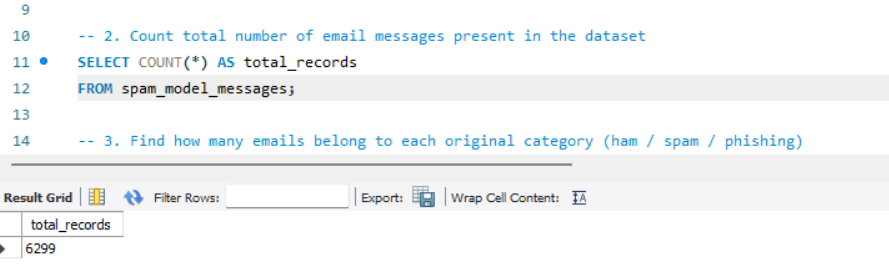 9
10 -- 2. Count total number of email messages present in the dataset
11 SELECT COUNT(*) AS total_records
12 FROM spam_model_messages;
13
14 -- 3. Find how many emails belong to each original category (ham / spam / phishing)
Result Grid Filter Rows: Export: Wrap Cell Content: IA
total_records
6299